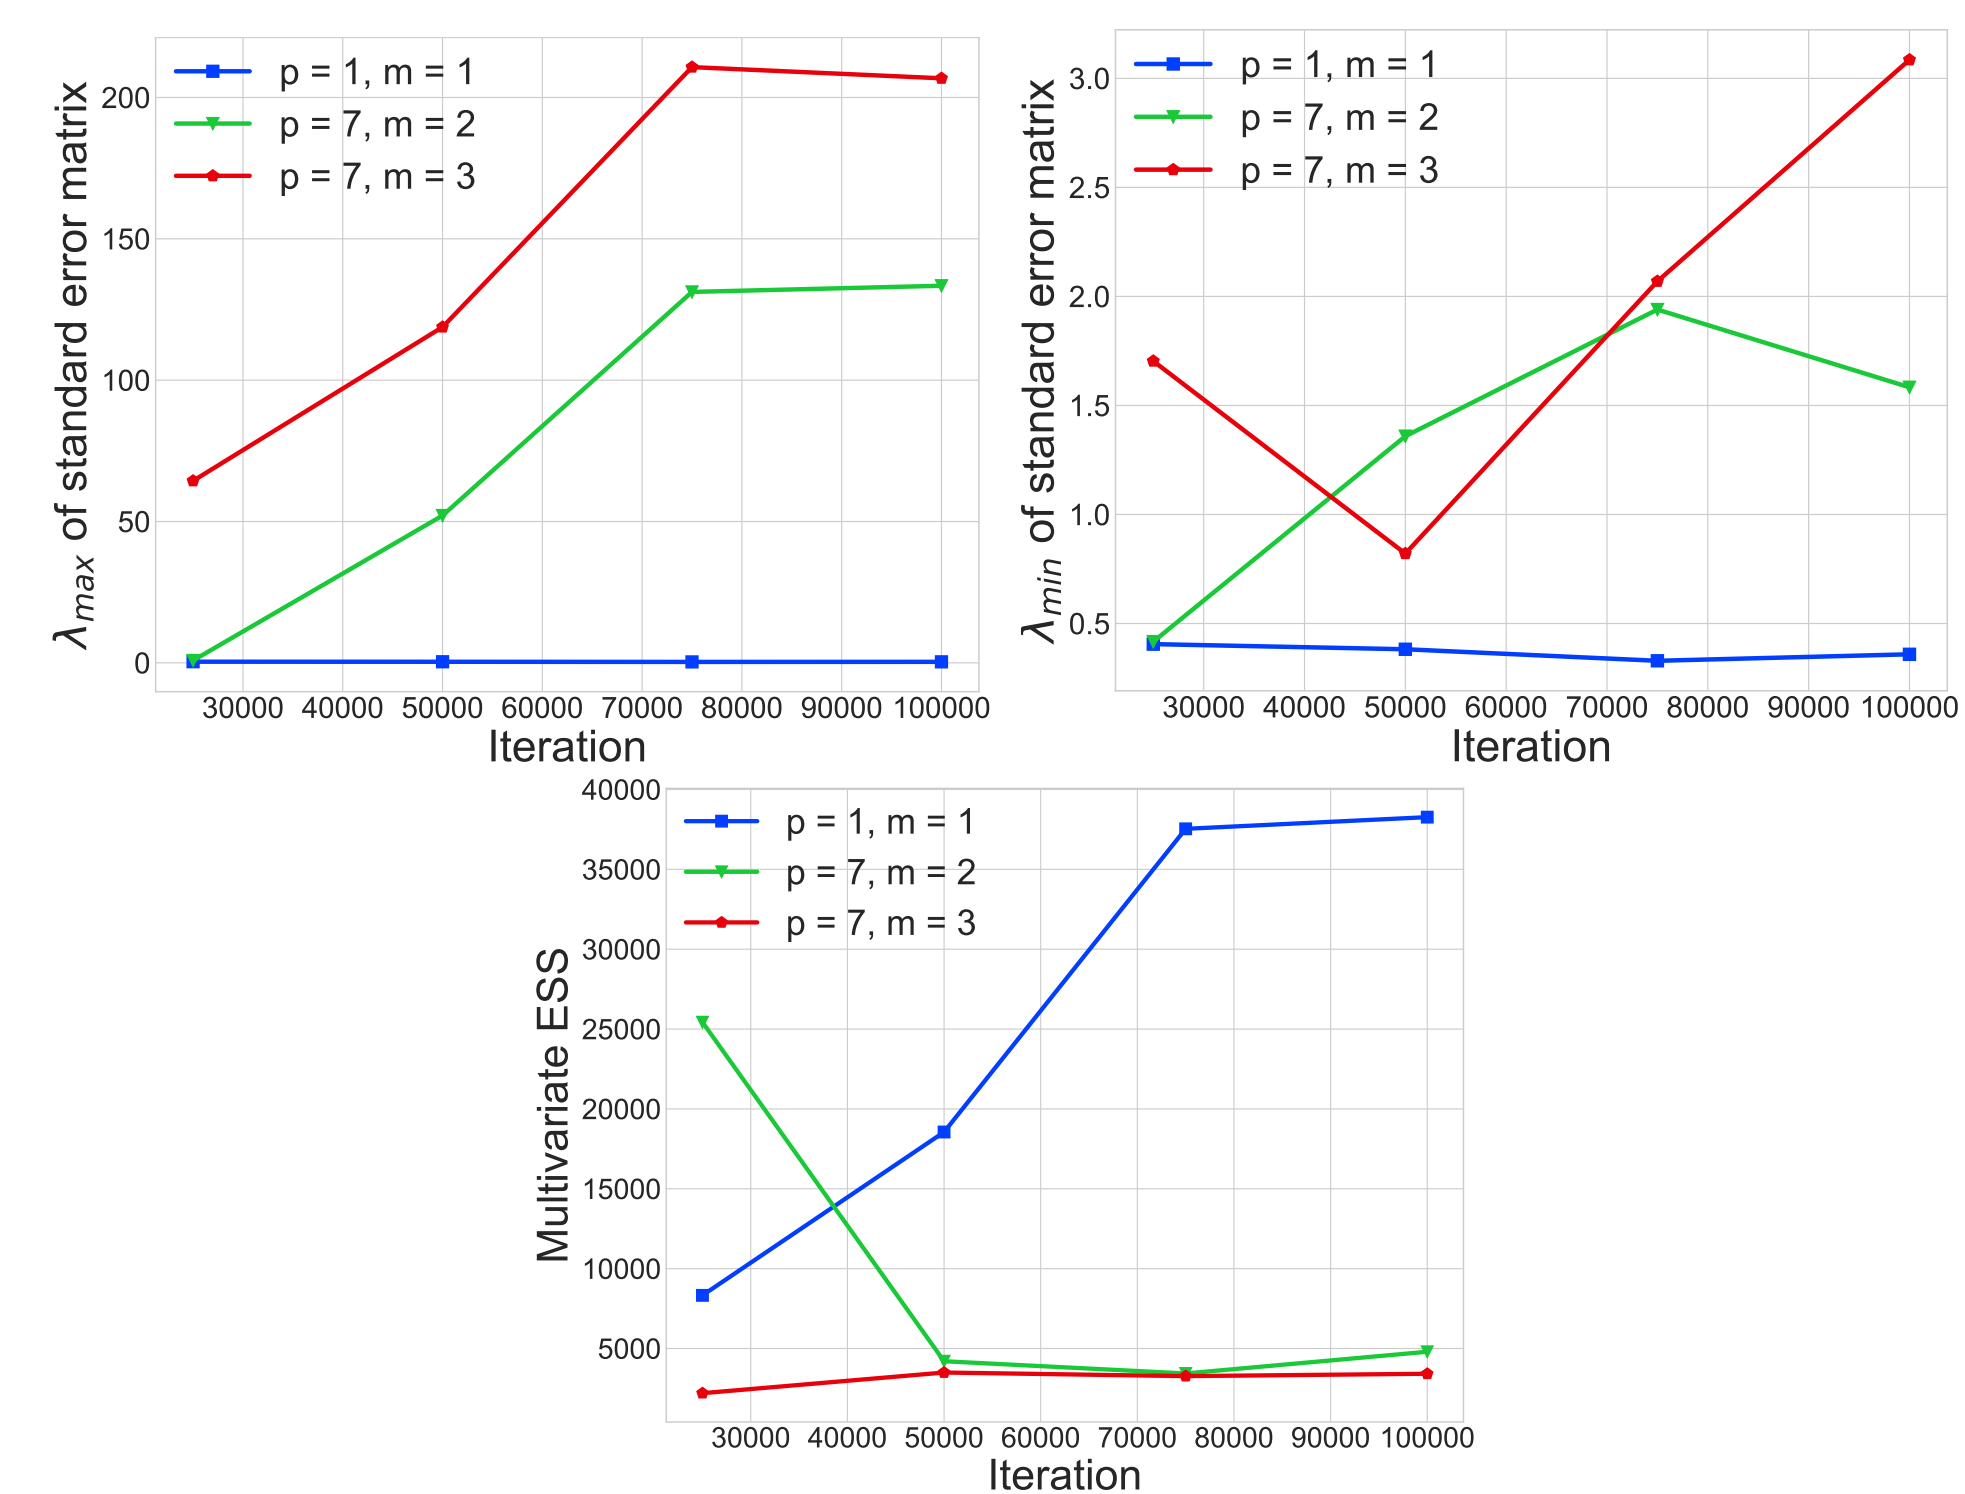 λmax of standard error matrix
200
150
100
50
0
p = 1, m = 1
p = 7, m = 2
p = 7, m = 3
30000 40000 50000 60000 70000 80000 90000 100000
Iteration
λmin of standard error matrix
3.0
2.5
2.0
1.5
1.0
0.5
p = 1, m = 1
p = 7, m = 2
p = 7, m = 3
30000 40000 50000 60000 70000 80000 90000 100000
Iteration
Multivariate ESS
40000
35000
30000
25000
20000
15000
10000
5000
p = 1, m = 1
p = 7, m = 2
p = 7, m = 3
30000 40000 50000 60000 70000 80000 90000 100000
Iteration